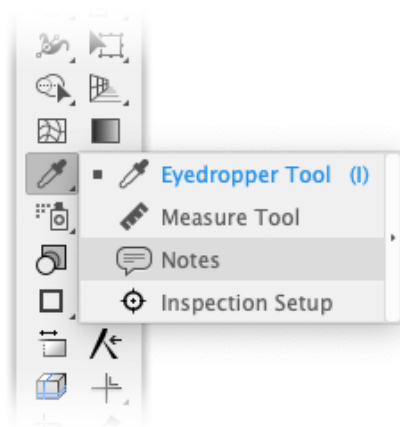 Eyedropper Tool (I)
Measure Tool
Notes
Inspection Setup